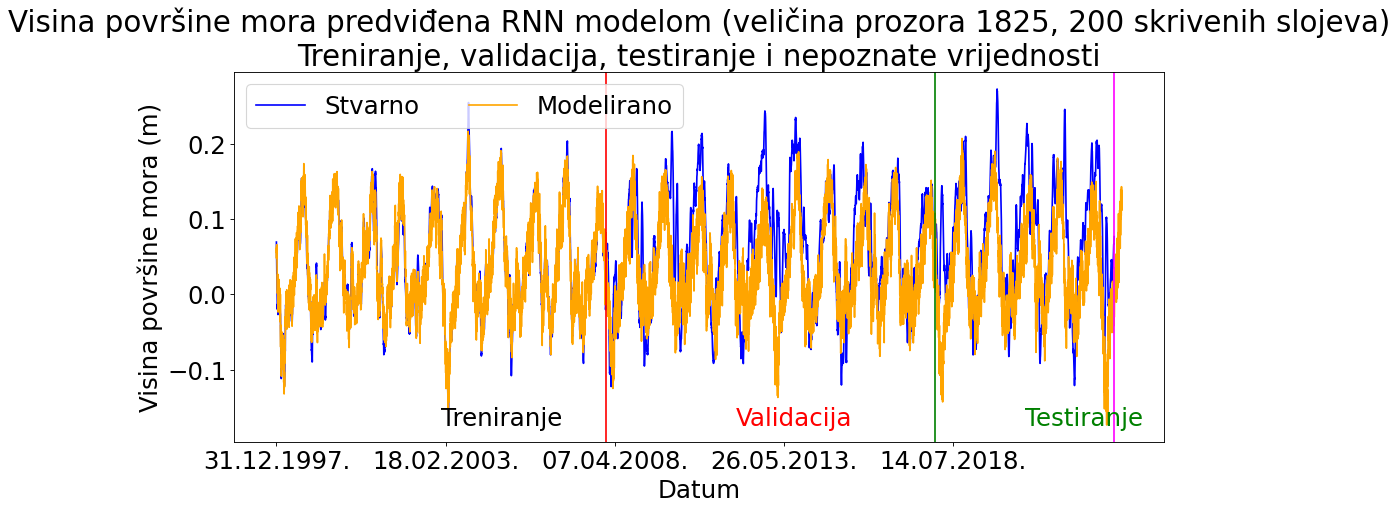 Visina površine mora predviđena RNN modelom (veličina prozora 1825, 200 skrivenih slojeva)
Treniranje, validacija, testiranje i nepoznate vrijednosti
Stvarno Modelirano
Visina površine mora (m)
0.2
0.1
0.0
−0.1
Treniranje Validacija Testiranje
31.12.1997. 18.02.2003. 07.04.2008. 26.05.2013. 14.07.2018.
Datum